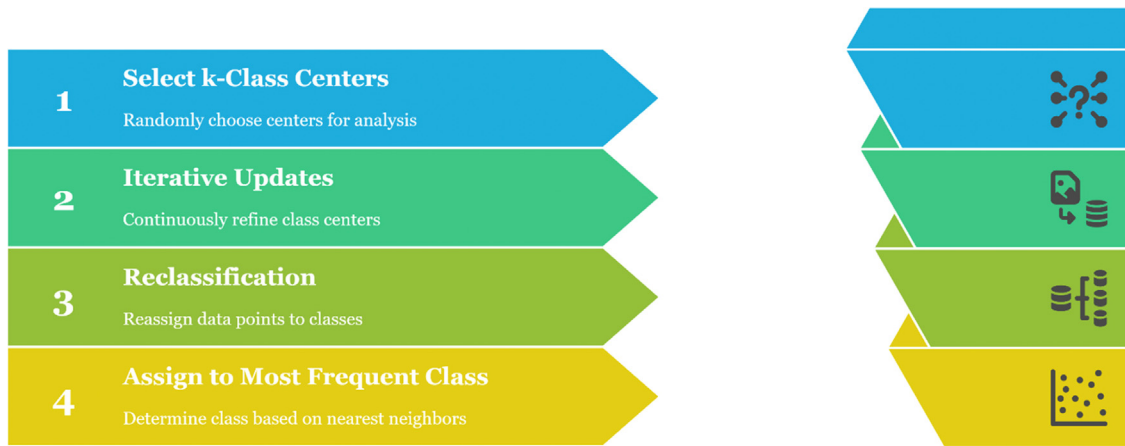 1
Select k-Class Centers
Randomly choose centers for analysis
2
Iterative Updates
Continuously refine class centers
3
Reclassification
Reassign data points to classes
4
Assign to Most Frequent Class
Determine class based on nearest neighbors
?